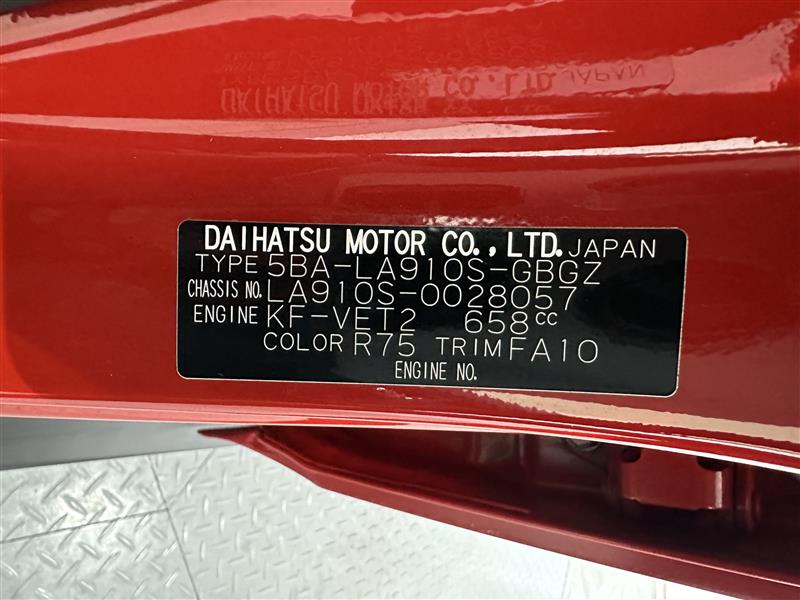 DAIHATSU MOTOR CO., LTD. JAPAN
TYPE 5BA-LA910S-GBGZ
CHASSIS NO. LA910S-0028057
ENGINE KF-VET2 658cc
COLOR R75 TRIM FA10
ENGINE NO.